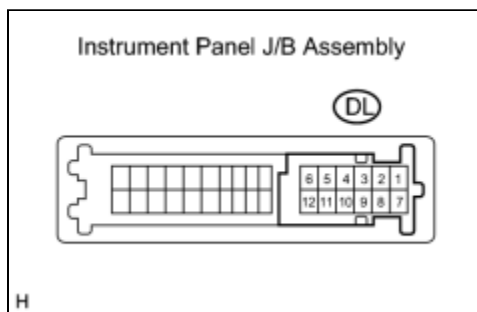 Instrument Panel J/B Assembly
DL
6 5 4 3 2 1
12 11 10 9 8 7
H